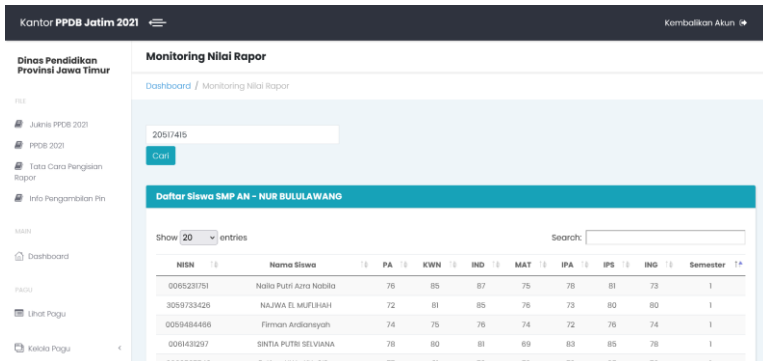 Kantor PPDB Jatim 2021
Kembalikan Akun
Dinas Pendidikan
Provinsi Jawa Timur
FILE
Juknis PPDB 2021
PPDB 2021
Tata Cara Pengisian
Rapor
Info Pengambilan Pin
MAIN
Dashboard
PAGU
Lihat Pagu
Kelola Pagu
Monitoring Nilai Rapor
Dashboard / Monitoring Nilai Rapor
20517415
Cari
Daftar Siswa SMP AN - NUR BULULAWANG
Show 20 entries Search:
NISN Nama Siswa PA KWN IND MAT IPA IPS ING Semester
0065231751 Naila Putri Azra Nabila 76 85 87 75 78 81 73 1
3059733426 NAJWA EL MUFLIHAH 72 81 85 76 73 80 80 1
0059484466 Firman Ardiansyah 74 75 76 74 72 76 74 1
0061431297 SINTIA PUTRI SELVIANA 78 80 81 69 83 85 78 1